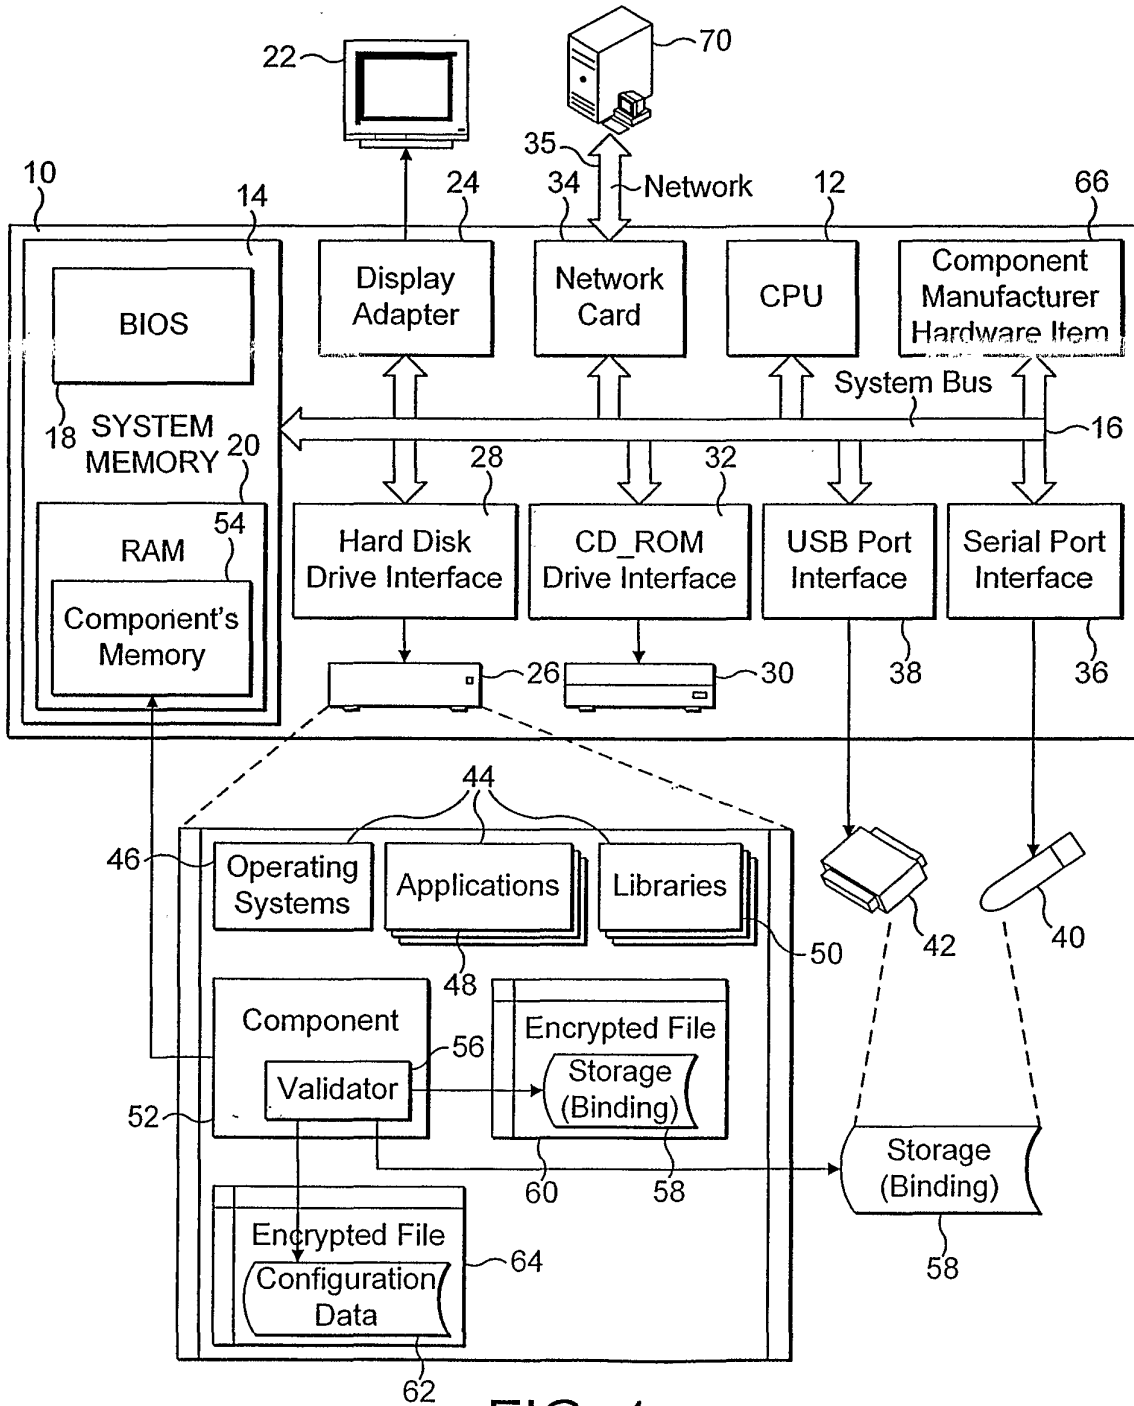 22
70
35
Network
10
14
24
34
12
66
BIOS
Display
Adapter
Network
Card
CPU
Component
Manufacturer
Hardware Item
System Bus
18
SYSTEM
MEMORY
16
20
28
32
54
RAM
Component's
Memory
Hard Disk
Drive Interface
CD_ROM
Drive Interface
USB Port
Interface
Serial Port
Interface
26
30
38
36
44
46
Operating
Systems
Applications
Libraries
48
50
42
40
Component
56
Validator
52
Encrypted File
Storage
(Binding)
60
58
Storage
(Binding)
58
Encrypted File
64
Configuration
Data
62